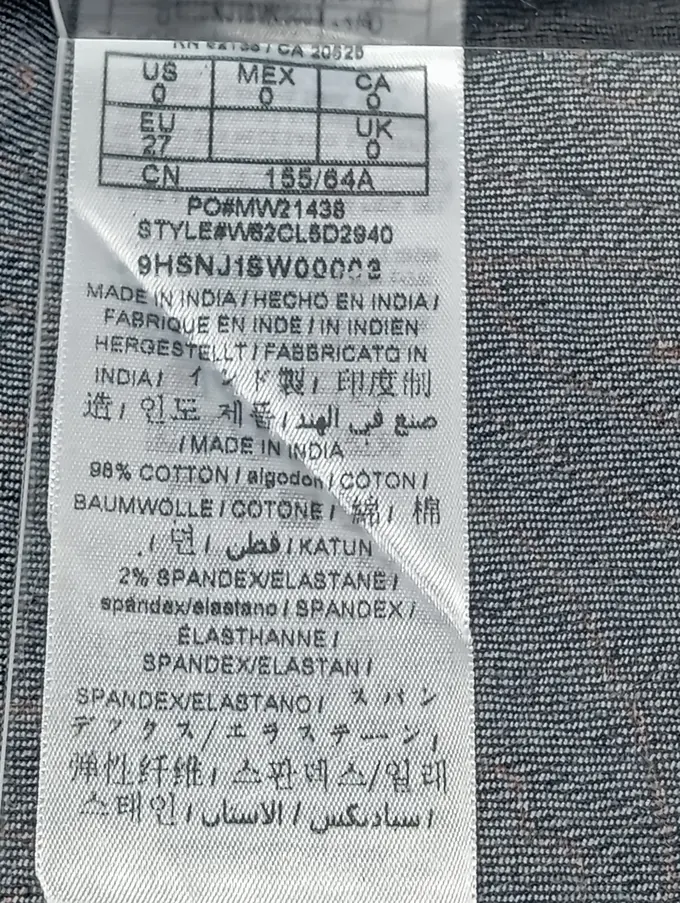 CA 20525
US MEX CA
0 0 0
EU UK
27 0
CN 155/64A
PO#MW21438
STYLE#W62CL5D2940
MADE IN INDIA / HECHO EN INDIA /
FABRIQUE EN INDE / IN INDIEN
HERGESTELLT / FABBRICATO IN
INDIA / インド製 / 印度制
造 / 인도 제품 / صنع في الهند
/ MADE IN INDIA
98% COTTON / algodon / COTON /
BAUMWOLLE / COTONE / 綿 / 棉
/ 면 / قطن / KATUN
2% SPANDEX/ELASTANE /
spandex/elastano / SPANDEX /
ÉLASTHANNE /
SPANDEX/ELASTAN /
SPANDEX/ELASTANO / スパン
デックス/エラステーン /
弾性纤维 / 스판덱스/엘래
스테인 / سباديكس / الاستان /